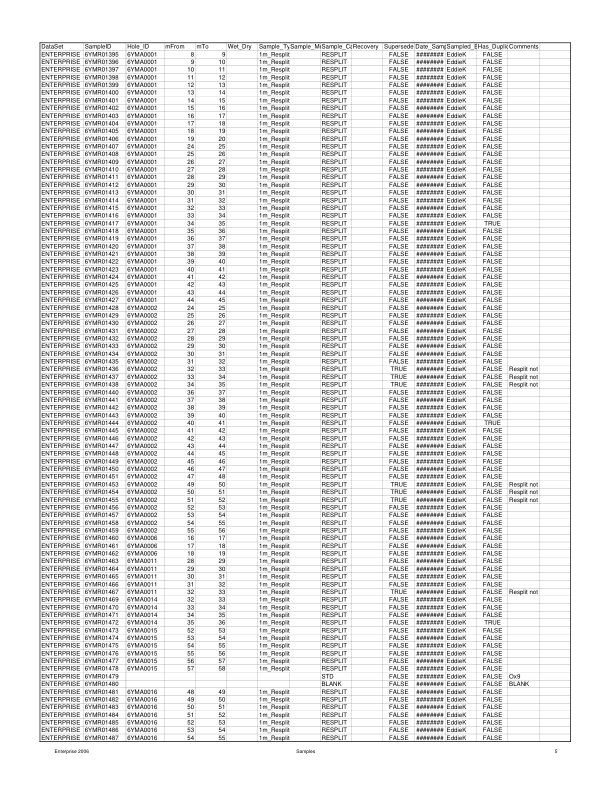 DataSet SampleID Hole_ID mFrom mTo Wet_Dry Sample_Ty Sample_Me Sample_Ca Recovery Supersede Date_Samp Sampled_B Has_Duplic Comments
ENTERPRISE 6YMR01395 6YMA0001 8 9 1m_Resplit RESPLIT FALSE ######## EddieK FALSE
ENTERPRISE 6YMR01396 6YMA0001 9 10 1m_Resplit RESPLIT FALSE ######## EddieK FALSE
ENTERPRISE 6YMR01397 6YMA0001 10 11 1m_Resplit RESPLIT FALSE ######## EddieK FALSE
ENTERPRISE 6YMR01398 6YMA0001 11 12 1m_Resplit RESPLIT FALSE ######## EddieK FALSE
ENTERPRISE 6YMR01399 6YMA0001 12 13 1m_Resplit RESPLIT FALSE ######## EddieK FALSE
ENTERPRISE 6YMR01400 6YMA0001 13 14 1m_Resplit RESPLIT FALSE ######## EddieK FALSE
ENTERPRISE 6YMR01401 6YMA0001 14 15 1m_Resplit RESPLIT FALSE ######## EddieK FALSE
ENTERPRISE 6YMR01402 6YMA0001 15 16 1m_Resplit RESPLIT FALSE ######## EddieK FALSE
ENTERPRISE 6YMR01403 6YMA0001 16 17 1m_Resplit RESPLIT FALSE ######## EddieK FALSE
ENTERPRISE 6YMR01404 6YMA0001 17 18 1m_Resplit RESPLIT FALSE ######## EddieK FALSE
ENTERPRISE 6YMR01405 6YMA0001 18 19 1m_Resplit RESPLIT FALSE ######## EddieK FALSE
ENTERPRISE 6YMR01406 6YMA0001 19 20 1m_Resplit RESPLIT FALSE ######## EddieK FALSE
ENTERPRISE 6YMR01407 6YMA0001 24 25 1m_Resplit RESPLIT FALSE ######## EddieK FALSE
ENTERPRISE 6YMR01408 6YMA0001 25 26 1m_Resplit RESPLIT FALSE ######## EddieK FALSE
ENTERPRISE 6YMR01409 6YMA0001 26 27 1m_Resplit RESPLIT FALSE ######## EddieK FALSE
ENTERPRISE 6YMR01410 6YMA0001 27 28 1m_Resplit RESPLIT FALSE ######## EddieK FALSE
ENTERPRISE 6YMR01411 6YMA0001 28 29 1m_Resplit RESPLIT FALSE ######## EddieK FALSE
ENTERPRISE 6YMR01412 6YMA0001 29 30 1m_Resplit RESPLIT FALSE ######## EddieK FALSE
ENTERPRISE 6YMR01413 6YMA0001 30 31 1m_Resplit RESPLIT FALSE ######## EddieK FALSE
ENTERPRISE 6YMR01414 6YMA0001 31 32 1m_Resplit RESPLIT FALSE ######## EddieK FALSE
ENTERPRISE 6YMR01415 6YMA0001 32 33 1m_Resplit RESPLIT FALSE ######## EddieK FALSE
ENTERPRISE 6YMR01416 6YMA0001 33 34 1m_Resplit RESPLIT FALSE ######## EddieK FALSE
ENTERPRISE 6YMR01417 6YMA0001 34 35 1m_Resplit RESPLIT FALSE ######## EddieK TRUE
ENTERPRISE 6YMR01418 6YMA0001 35 36 1m_Resplit RESPLIT FALSE ######## EddieK FALSE
ENTERPRISE 6YMR01419 6YMA0001 36 37 1m_Resplit RESPLIT FALSE ######## EddieK FALSE
ENTERPRISE 6YMR01420 6YMA0001 37 38 1m_Resplit RESPLIT FALSE ######## EddieK FALSE
ENTERPRISE 6YMR01421 6YMA0001 38 39 1m_Resplit RESPLIT FALSE ######## EddieK FALSE
ENTERPRISE 6YMR01422 6YMA0001 39 40 1m_Resplit RESPLIT FALSE ######## EddieK FALSE
ENTERPRISE 6YMR01423 6YMA0001 40 41 1m_Resplit RESPLIT FALSE ######## EddieK FALSE
ENTERPRISE 6YMR01424 6YMA0001 41 42 1m_Resplit RESPLIT FALSE ######## EddieK FALSE
ENTERPRISE 6YMR01425 6YMA0001 42 43 1m_Resplit RESPLIT FALSE ######## EddieK FALSE
ENTERPRISE 6YMR01426 6YMA0001 43 44 1m_Resplit RESPLIT FALSE ######## EddieK FALSE
ENTERPRISE 6YMR01427 6YMA0001 44 45 1m_Resplit RESPLIT FALSE ######## EddieK FALSE
ENTERPRISE 6YMR01428 6YMA0002 24 25 1m_Resplit RESPLIT FALSE ######## EddieK FALSE
ENTERPRISE 6YMR01429 6YMA0002 25 26 1m_Resplit RESPLIT FALSE ######## EddieK FALSE
ENTERPRISE 6YMR01430 6YMA0002 26 27 1m_Resplit RESPLIT FALSE ######## EddieK FALSE
ENTERPRISE 6YMR01431 6YMA0002 27 28 1m_Resplit RESPLIT FALSE ######## EddieK FALSE
ENTERPRISE 6YMR01432 6YMA0002 28 29 1m_Resplit RESPLIT FALSE ######## EddieK FALSE
ENTERPRISE 6YMR01433 6YMA0002 29 30 1m_Resplit RESPLIT FALSE ######## EddieK FALSE
ENTERPRISE 6YMR01434 6YMA0002 30 31 1m_Resplit RESPLIT FALSE ######## EddieK FALSE
ENTERPRISE 6YMR01435 6YMA0002 31 32 1m_Resplit RESPLIT FALSE ######## EddieK FALSE
ENTERPRISE 6YMR01436 6YMA0002 32 33 1m_Resplit RESPLIT TRUE ######## EddieK FALSE Resplit not
ENTERPRISE 6YMR01437 6YMA0002 33 34 1m_Resplit RESPLIT TRUE ######## EddieK FALSE Resplit not
ENTERPRISE 6YMR01438 6YMA0002 34 35 1m_Resplit RESPLIT TRUE ######## EddieK FALSE Resplit not
ENTERPRISE 6YMR01440 6YMA0002 36 37 1m_Resplit RESPLIT FALSE ######## EddieK FALSE
ENTERPRISE 6YMR01441 6YMA0002 37 38 1m_Resplit RESPLIT FALSE ######## EddieK FALSE
ENTERPRISE 6YMR01442 6YMA0002 38 39 1m_Resplit RESPLIT FALSE ######## EddieK FALSE
ENTERPRISE 6YMR01443 6YMA0002 39 40 1m_Resplit RESPLIT FALSE ######## EddieK FALSE
ENTERPRISE 6YMR01444 6YMA0002 40 41 1m_Resplit RESPLIT FALSE ######## EddieK TRUE
ENTERPRISE 6YMR01445 6YMA0002 41 42 1m_Resplit RESPLIT FALSE ######## EddieK FALSE
ENTERPRISE 6YMR01446 6YMA0002 42 43 1m_Resplit RESPLIT FALSE ######## EddieK FALSE
ENTERPRISE 6YMR01447 6YMA0002 43 44 1m_Resplit RESPLIT FALSE ######## EddieK FALSE
ENTERPRISE 6YMR01448 6YMA0002 44 45 1m_Resplit RESPLIT FALSE ######## EddieK FALSE
ENTERPRISE 6YMR01449 6YMA0002 45 46 1m_Resplit RESPLIT FALSE ######## EddieK FALSE
ENTERPRISE 6YMR01450 6YMA0002 46 47 1m_Resplit RESPLIT FALSE ######## EddieK FALSE
ENTERPRISE 6YMR01451 6YMA0002 47 48 1m_Resplit RESPLIT FALSE ######## EddieK FALSE
ENTERPRISE 6YMR01453 6YMA0002 49 50 1m_Resplit RESPLIT TRUE ######## EddieK FALSE Resplit not
ENTERPRISE 6YMR01454 6YMA0002 50 51 1m_Resplit RESPLIT TRUE ######## EddieK FALSE Resplit not
ENTERPRISE 6YMR01455 6YMA0002 51 52 1m_Resplit RESPLIT TRUE ######## EddieK FALSE Resplit not
ENTERPRISE 6YMR01456 6YMA0002 52 53 1m_Resplit RESPLIT FALSE ######## EddieK FALSE
ENTERPRISE 6YMR01457 6YMA0002 53 54 1m_Resplit RESPLIT FALSE ######## EddieK FALSE
ENTERPRISE 6YMR01458 6YMA0002 54 55 1m_Resplit RESPLIT FALSE ######## EddieK FALSE
ENTERPRISE 6YMR01459 6YMA0002 55 56 1m_Resplit RESPLIT FALSE ######## EddieK FALSE
ENTERPRISE 6YMR01460 6YMA0006 16 17 1m_Resplit RESPLIT FALSE ######## EddieK FALSE
ENTERPRISE 6YMR01461 6YMA0006 17 18 1m_Resplit RESPLIT FALSE ######## EddieK FALSE
ENTERPRISE 6YMR01462 6YMA0006 18 19 1m_Resplit RESPLIT FALSE ######## EddieK FALSE
ENTERPRISE 6YMR01463 6YMA0011 28 29 1m_Resplit RESPLIT FALSE ######## EddieK FALSE
ENTERPRISE 6YMR01464 6YMA0011 29 30 1m_Resplit RESPLIT FALSE ######## EddieK FALSE
ENTERPRISE 6YMR01465 6YMA0011 30 31 1m_Resplit RESPLIT FALSE ######## EddieK FALSE
ENTERPRISE 6YMR01466 6YMA0011 31 32 1m_Resplit RESPLIT FALSE ######## EddieK FALSE
ENTERPRISE 6YMR01467 6YMA0011 32 33 1m_Resplit RESPLIT TRUE ######## EddieK FALSE Resplit not
ENTERPRISE 6YMR01469 6YMA0014 32 33 1m_Resplit RESPLIT FALSE ######## EddieK FALSE
ENTERPRISE 6YMR01470 6YMA0014 33 34 1m_Resplit RESPLIT FALSE ######## EddieK FALSE
ENTERPRISE 6YMR01471 6YMA0014 34 35 1m_Resplit RESPLIT FALSE ######## EddieK FALSE
ENTERPRISE 6YMR01472 6YMA0014 35 36 1m_Resplit RESPLIT FALSE ######## EddieK TRUE
ENTERPRISE 6YMR01473 6YMA0015 52 53 1m_Resplit RESPLIT FALSE ######## EddieK FALSE
ENTERPRISE 6YMR01474 6YMA0015 53 54 1m_Resplit RESPLIT FALSE ######## EddieK FALSE
ENTERPRISE 6YMR01475 6YMA0015 54 55 1m_Resplit RESPLIT FALSE ######## EddieK FALSE
ENTERPRISE 6YMR01476 6YMA0015 55 56 1m_Resplit RESPLIT FALSE ######## EddieK FALSE
ENTERPRISE 6YMR01477 6YMA0015 56 57 1m_Resplit RESPLIT FALSE ######## EddieK FALSE
ENTERPRISE 6YMR01478 6YMA0015 57 58 1m_Resplit RESPLIT FALSE ######## EddieK FALSE
ENTERPRISE 6YMR01479 STD FALSE ######## EddieK FALSE Ox9
ENTERPRISE 6YMR01480 BLANK FALSE ######## EddieK FALSE BLANK
ENTERPRISE 6YMR01481 6YMA0016 48 49 1m_Resplit RESPLIT FALSE ######## EddieK FALSE
ENTERPRISE 6YMR01482 6YMA0016 49 50 1m_Resplit RESPLIT FALSE ######## EddieK FALSE
ENTERPRISE 6YMR01483 6YMA0016 50 51 1m_Resplit RESPLIT FALSE ######## EddieK FALSE
ENTERPRISE 6YMR01484 6YMA0016 51 52 1m_Resplit RESPLIT FALSE ######## EddieK FALSE
ENTERPRISE 6YMR01485 6YMA0016 52 53 1m_Resplit RESPLIT FALSE ######## EddieK FALSE
ENTERPRISE 6YMR01486 6YMA0016 53 54 1m_Resplit RESPLIT FALSE ######## EddieK FALSE
ENTERPRISE 6YMR01487 6YMA0016 54 55 1m_Resplit RESPLIT FALSE ######## EddieK FALSE
Enterprise 2006 Samples 5